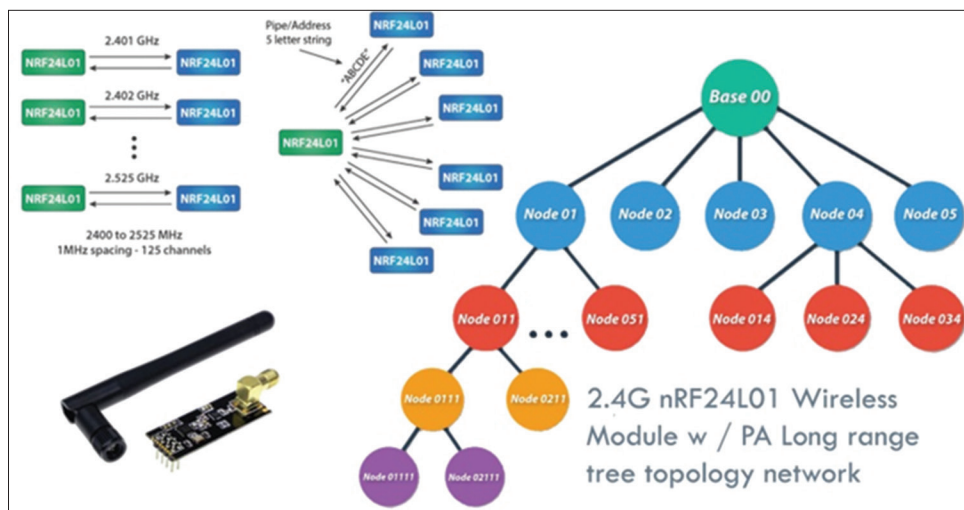 2.401 GHz
NRF24L01
NRF24L01
2.402 GHz
NRF24L01
NRF24L01
2.525 GHz
NRF24L01
NRF24L01
2400 to 2525 MHz
1MHz spacing - 125 channels
Pipe/Address
5 letter string
"ABCDE"
NRF24L01
NRF24L01
NRF24L01
NRF24L01
NRF24L01
NRF24L01
NRF24L01
Base 00
Node 01
Node 02
Node 03
Node 04
Node 05
Node 011
Node 051
Node 014
Node 024
Node 034
Node 0111
Node 0211
Node 01111
Node 02111
2.4G nRF24L01 Wireless
Module w / PA Long range
tree topology network